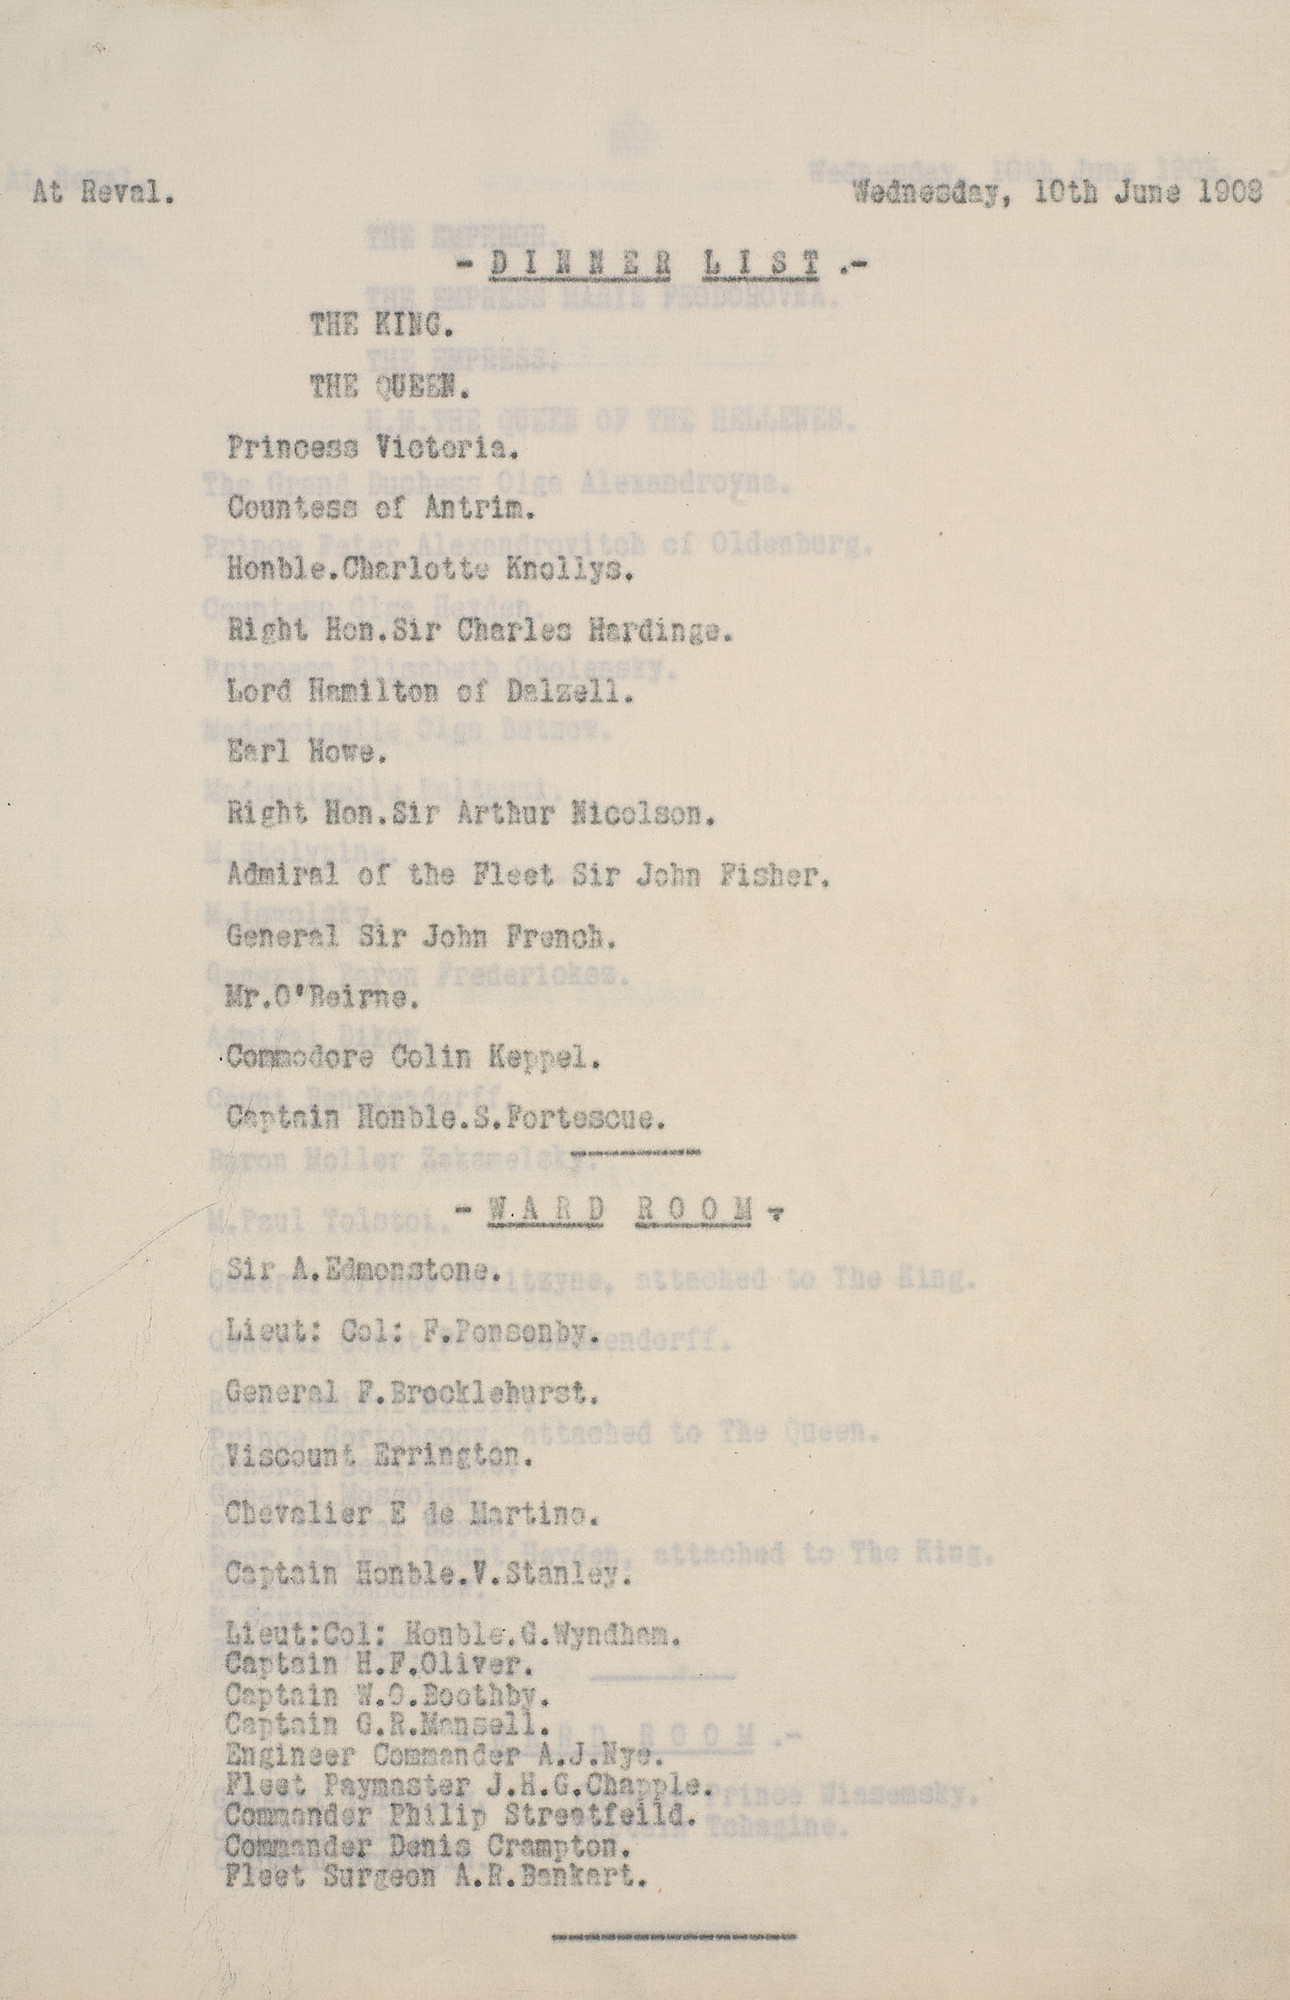 At Reval.
Wednesday, 10th June 1908
- DINNER LIST.-
THE KING.
THE QUEEN.
Princess Victoria.
Countess of Antrim.
Honble.Charlotte Knollys.
Right Hon.Sir Charles Hardinge.
Lord Hamilton of Dalzell.
Earl Howe.
Right Hon.Sir Arthur Nicolson.
Admiral of the Fleet Sir John Fisher.
General Sir John French.
Mr.O'Beirne.
Commodore Colin Keppel.
Captain Honble.S.Fortescue.
- WARD ROOM-
Sir A.Edmonstone.
Lieut: Col: F.Ponsonby.
General F.Brocklehurst.
Viscount Errington.
Chevalier E de Martino.
Captain Honble.V.Stanley.
Lieut:Col: Honble.G.Wyndham.
Captain H.F.Oliver.
Captain W.O.Boothby.
Captain G.R.Mansell.
Engineer Commander A.J.Nye.
Fleet Paymaster J.H.G.Chapple.
Commander Philip Streatfeild.
Commander Denis Crampton.
Fleet Surgeon A.R.Bankart.